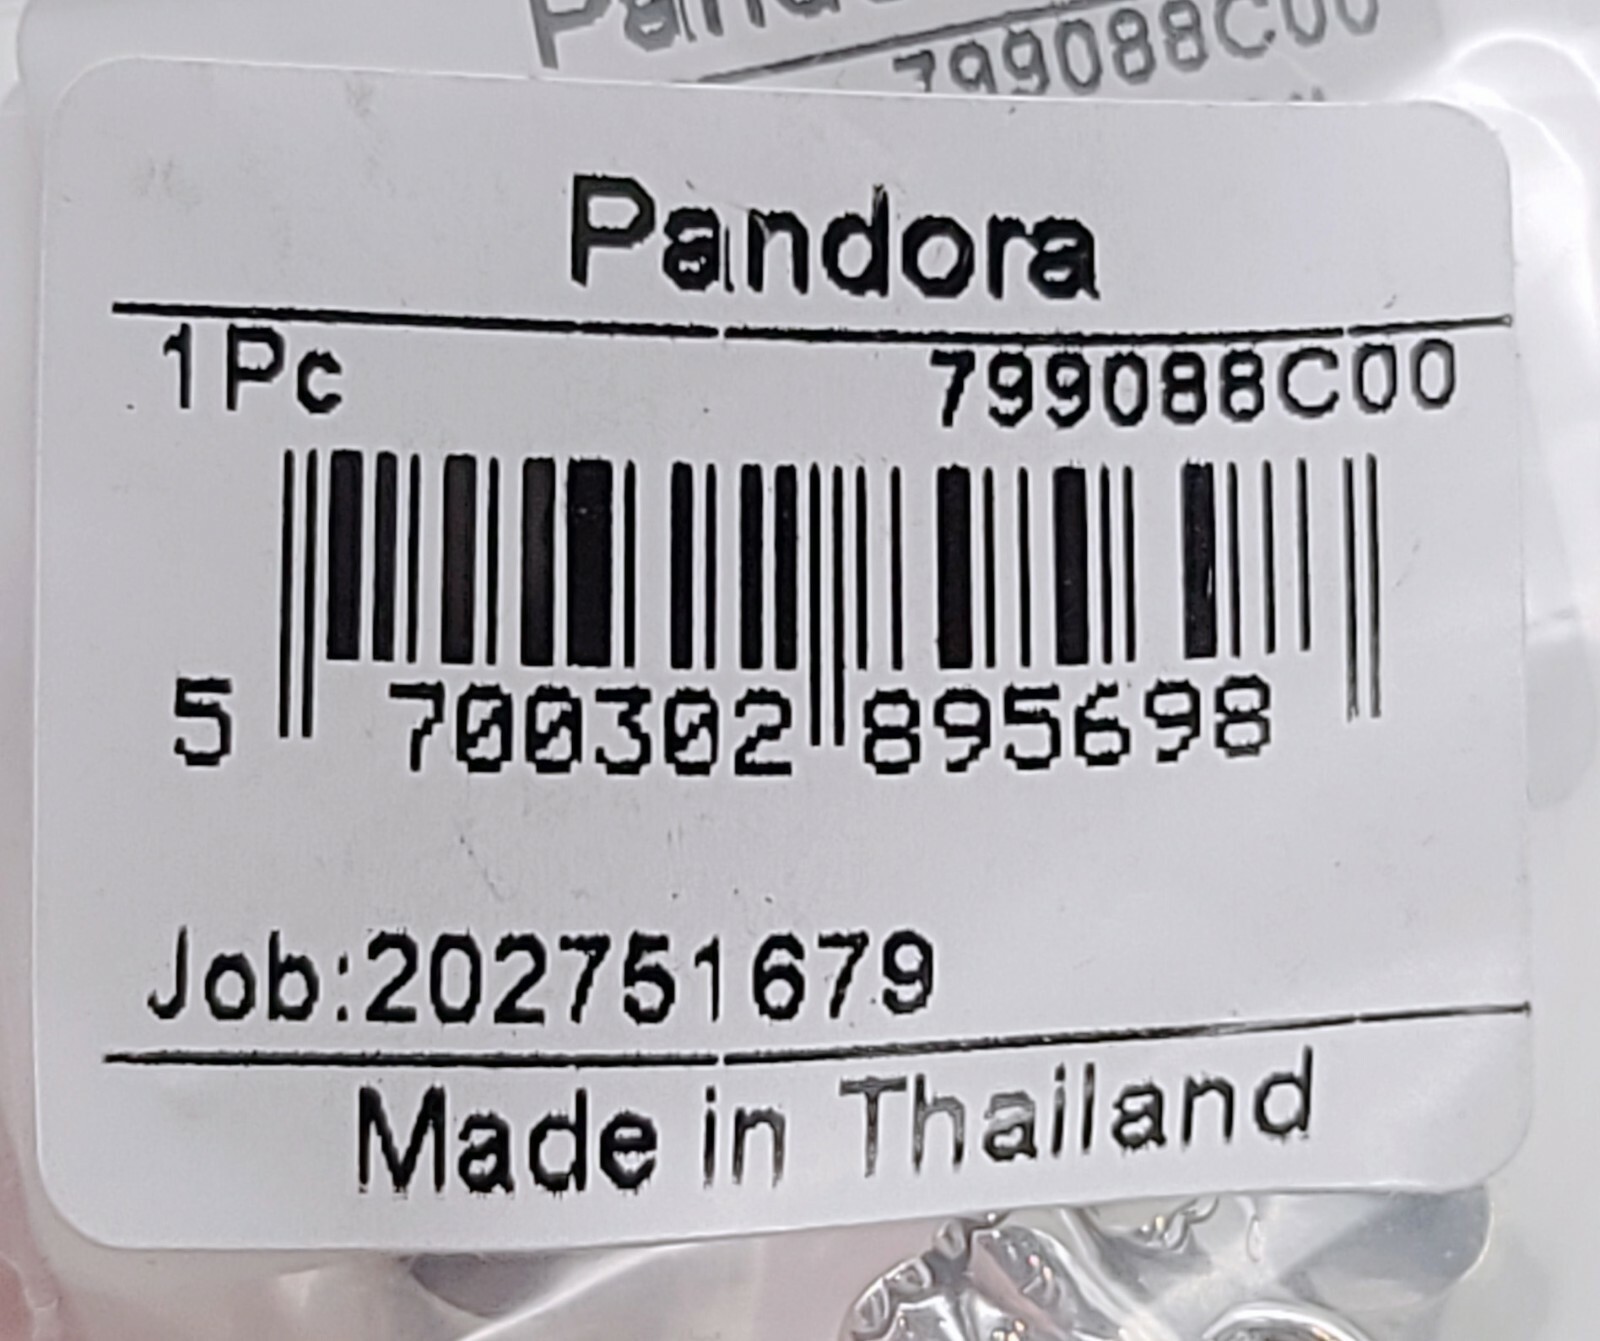 799088C00
Pandora
1Pc 799088C00
5 700302 895698
Job:202751679
Made in Thailand